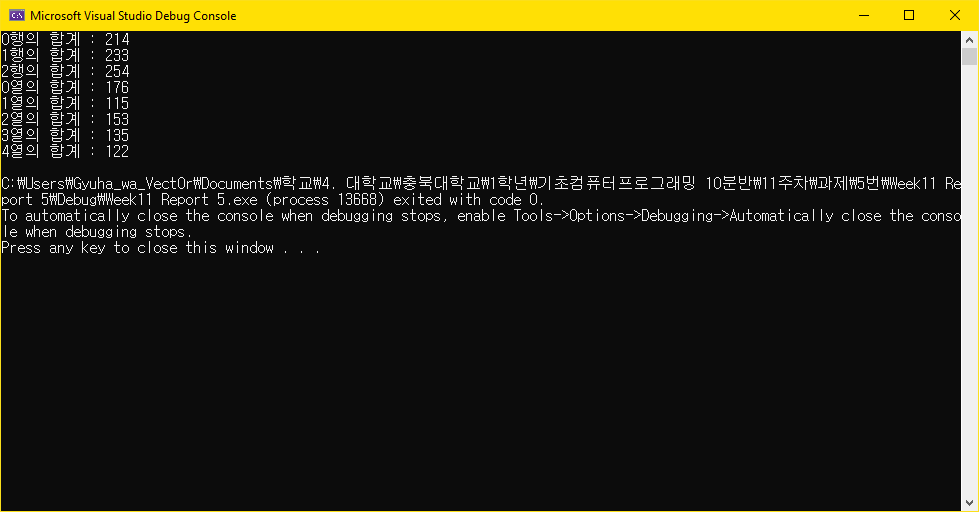 Microsoft Visual Studio Debug Console
0행의 합계 : 214
1행의 합계 : 233
2행의 합계 : 254
0열의 합계 : 176
1열의 합계 : 115
2열의 합계 : 153
3열의 합계 : 135
4열의 합계 : 122
C:₩Users₩Gyuha_wa_VectOr₩Documents₩학교₩4. 대학교₩충북대학교₩1학년₩기초컴퓨터프로그래밍 10분반₩11주차₩과제₩5번₩Week11 Re
port 5₩Debug₩Week11 Report 5.exe (process 13668) exited with code 0.
To automatically close the console when debugging stops, enable Tools->Options->Debugging->Automatically close the conso
le when debugging stops.
Press any key to close this window . . .